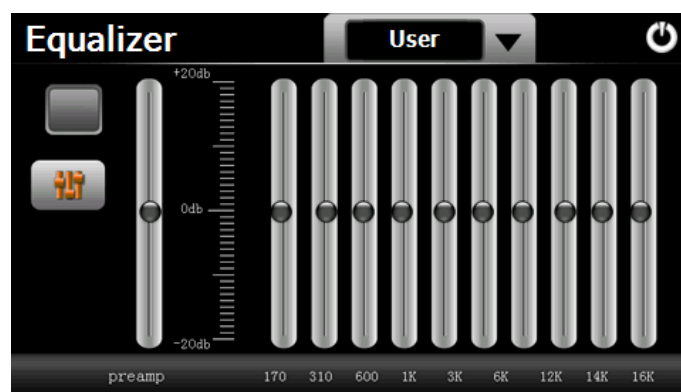 Equalizer User
+20db
0db
-20db
preamp 170 310 600 1K 3K 6K 12K 14K 16K